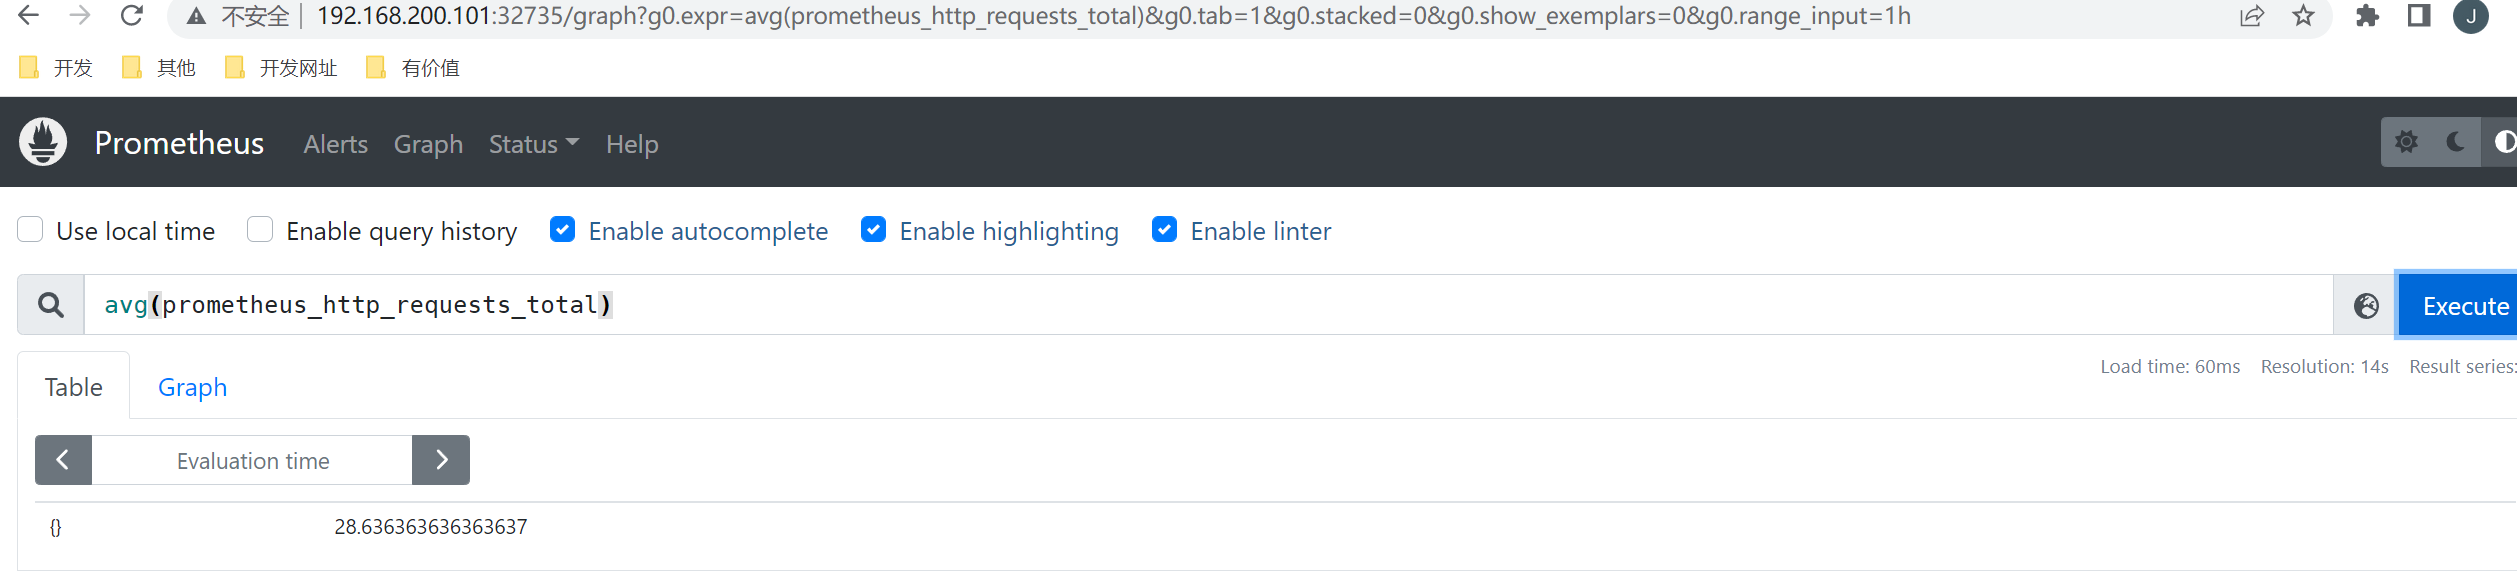 不安全 192.168.200.101:32735/graph?g0.expr=avg(prometheus_http_requests_total)&g0.tab=1&g0.stacked=0&g0.show_exemplars=0&g0.range_input=1h J
开发 其他 开发网址 有价值
Prometheus Alerts Graph Status Help
Use local time Enable query history Enable autocomplete Enable highlighting Enable linter
avg(prometheus_http_requests_total) Execute
Table Graph Load time: 60ms Resolution: 14s Result series:
Evaluation time
{} 28.636363636363637